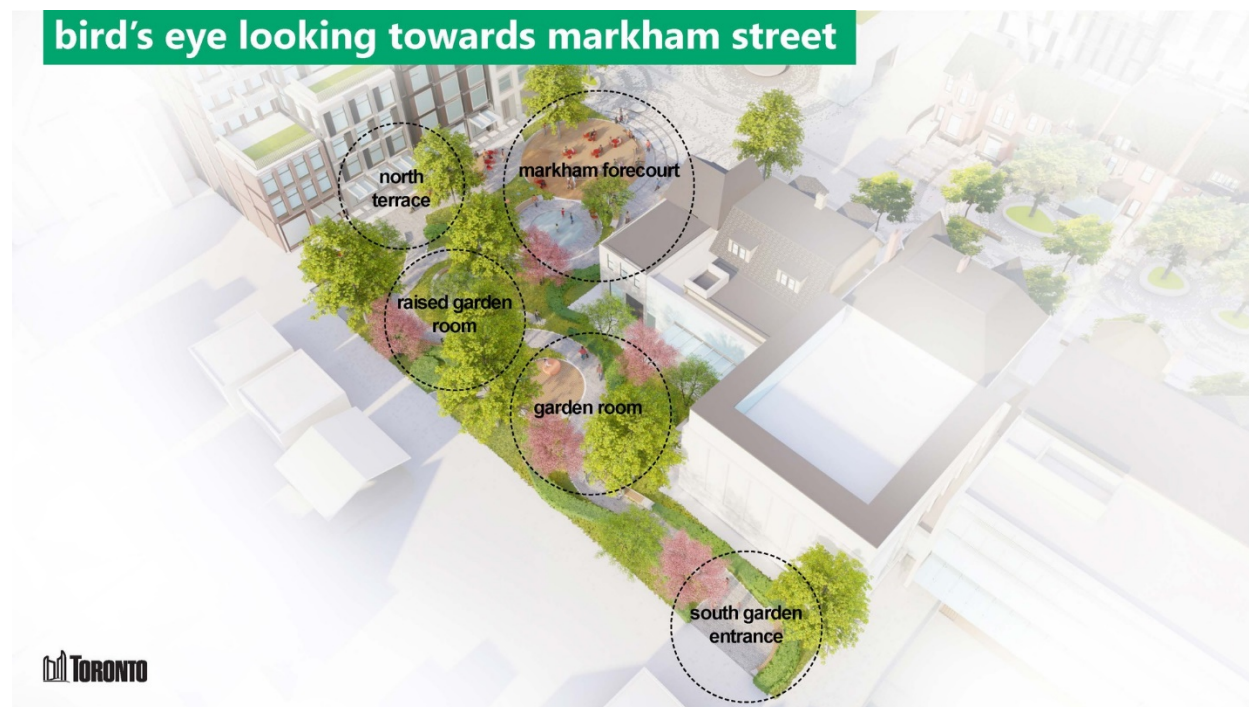 bird's eye looking towards markham street
north
terrace
markham forecourt
raised garden
room
garden room
south garden
entrance
TORONTO